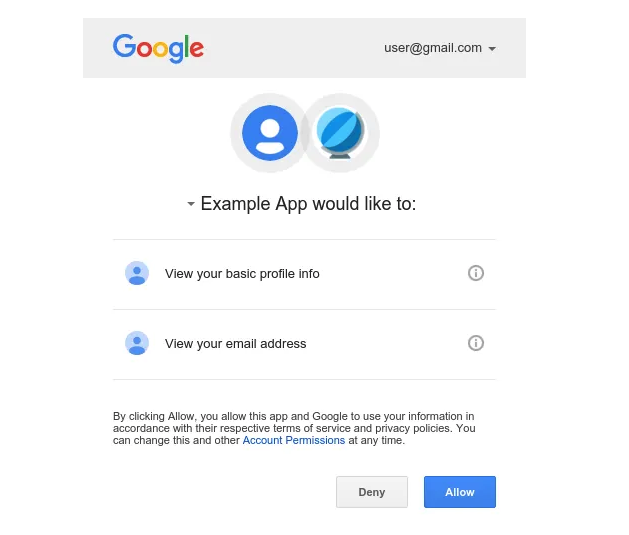 Google
user@gmail.com
Example App would like to:
View your basic profile info
View your email address
By clicking Allow, you allow this app and Google to use your information in
accordance with their respective terms of service and privacy policies. You
can change this and other Account Permissions at any time.
Deny
Allow